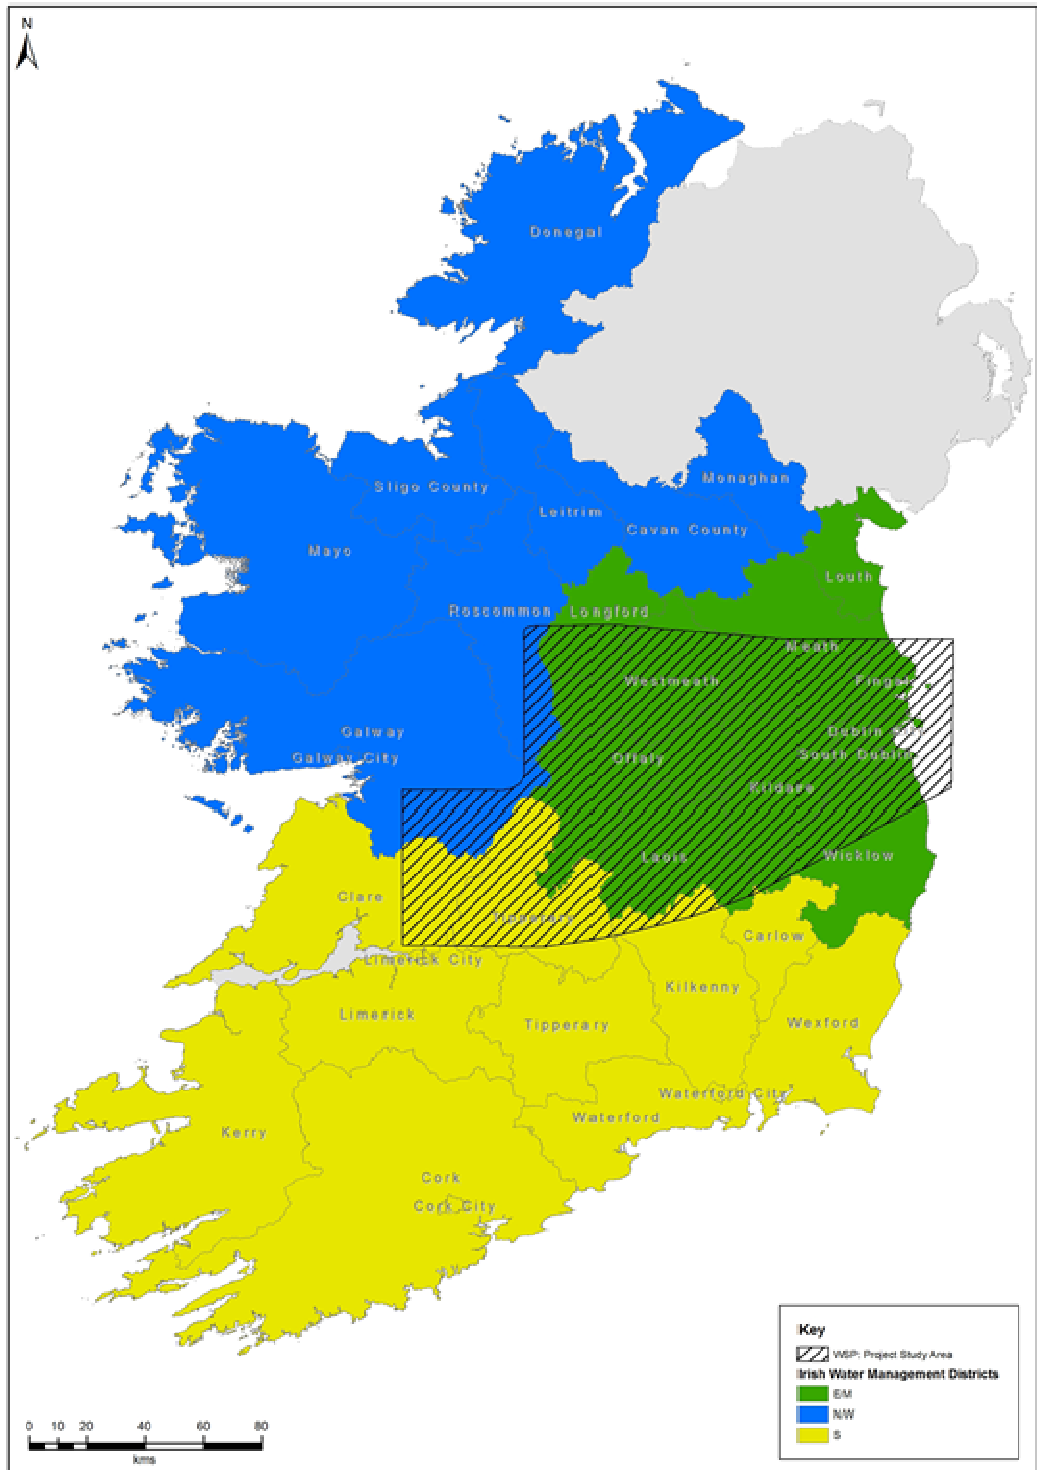 N
Donegal
Monaghan
Sligo County
Leitrim
Cavan County
Mayo
Louth
Roscommon
Longford
Meath
Westmeath
Fingal
Galway
Dublin City
Galway City
Offaly
South Dublin
Kildare
Laois
Wicklow
Clare
Tipperary
Carlow
Limerick City
Kilkenny
Limerick
Tipperary
Wexford
Waterford City
Waterford
Kerry
Cork
Cork City
Key
WSP: Project Study Area
Irish Water Management Districts
E/M
N/W
S
0 10 20 40 60 80
kms